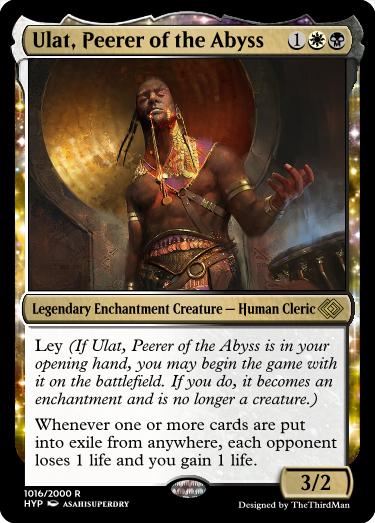 Ulat, Peerer of the Abyss 1
Legendary Enchantment Creature — Human Cleric
Ley (If Ulat, Peerer of the Abyss is in your
opening hand, you may begin the game with
it on the battlefield. If you do, it becomes an
enchantment and is no longer a creature.)
Whenever one or more cards are put
into exile from anywhere, each opponent
loses 1 life and you gain 1 life.
3/2
1016/2000 R
HYP ASAHISUPERDRY
Designed by TheThirdMan